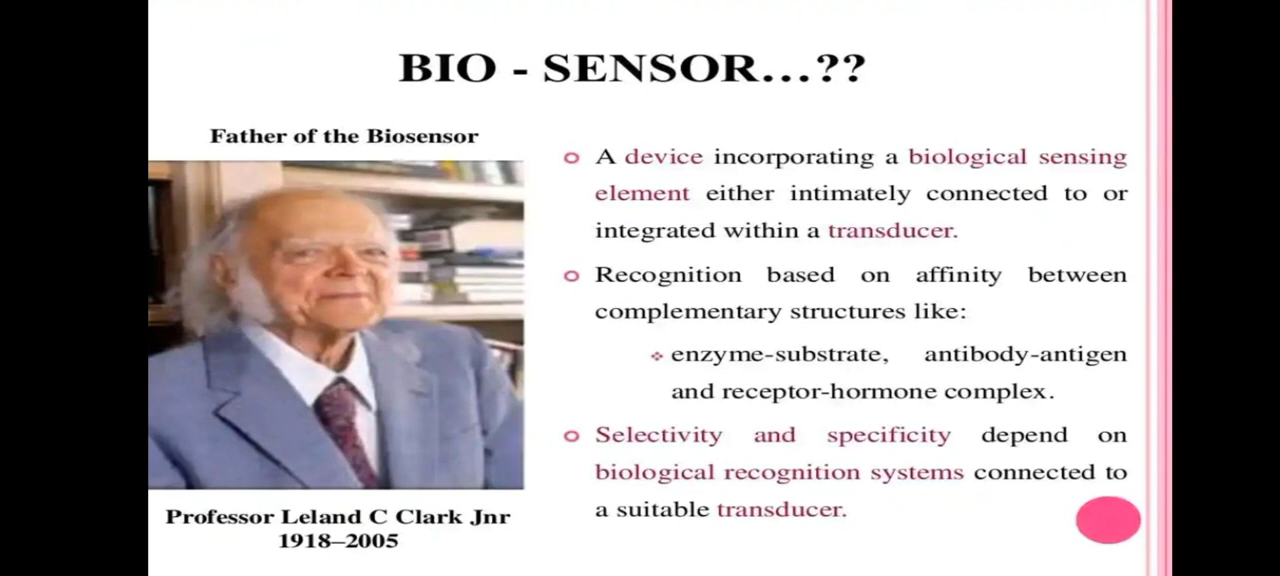 BIO - SENSOR...??
Father of the Biosensor
Professor Leland C Clark Jnr
1918–2005
A device incorporating a biological sensing
element either intimately connected to or
integrated within a transducer.
Recognition based on affinity between
complementary structures like:
enzyme-substrate, antibody-antigen
and receptor-hormone complex.
Selectivity and specificity depend on
biological recognition systems connected to
a suitable transducer.